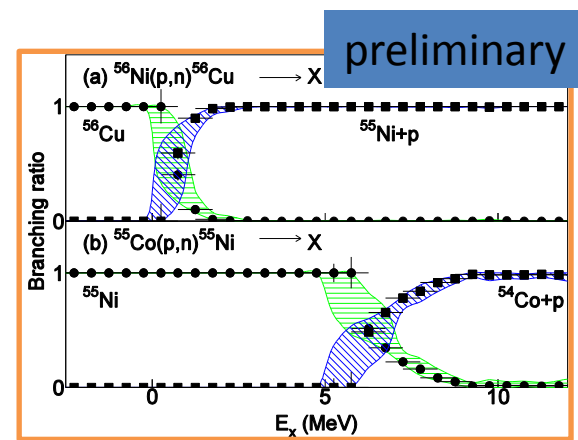 preliminary
(a) ⁵⁶Ni(p,n)⁵⁶Cu → X
1
⁵⁶Cu
⁵⁵Ni+p
0
(b) ⁵⁵Co(p,n)⁵⁵Ni → X
1
⁵⁵Ni
⁵⁴Co+p
0
Branching ratio
0 5 10
Eₓ (MeV)